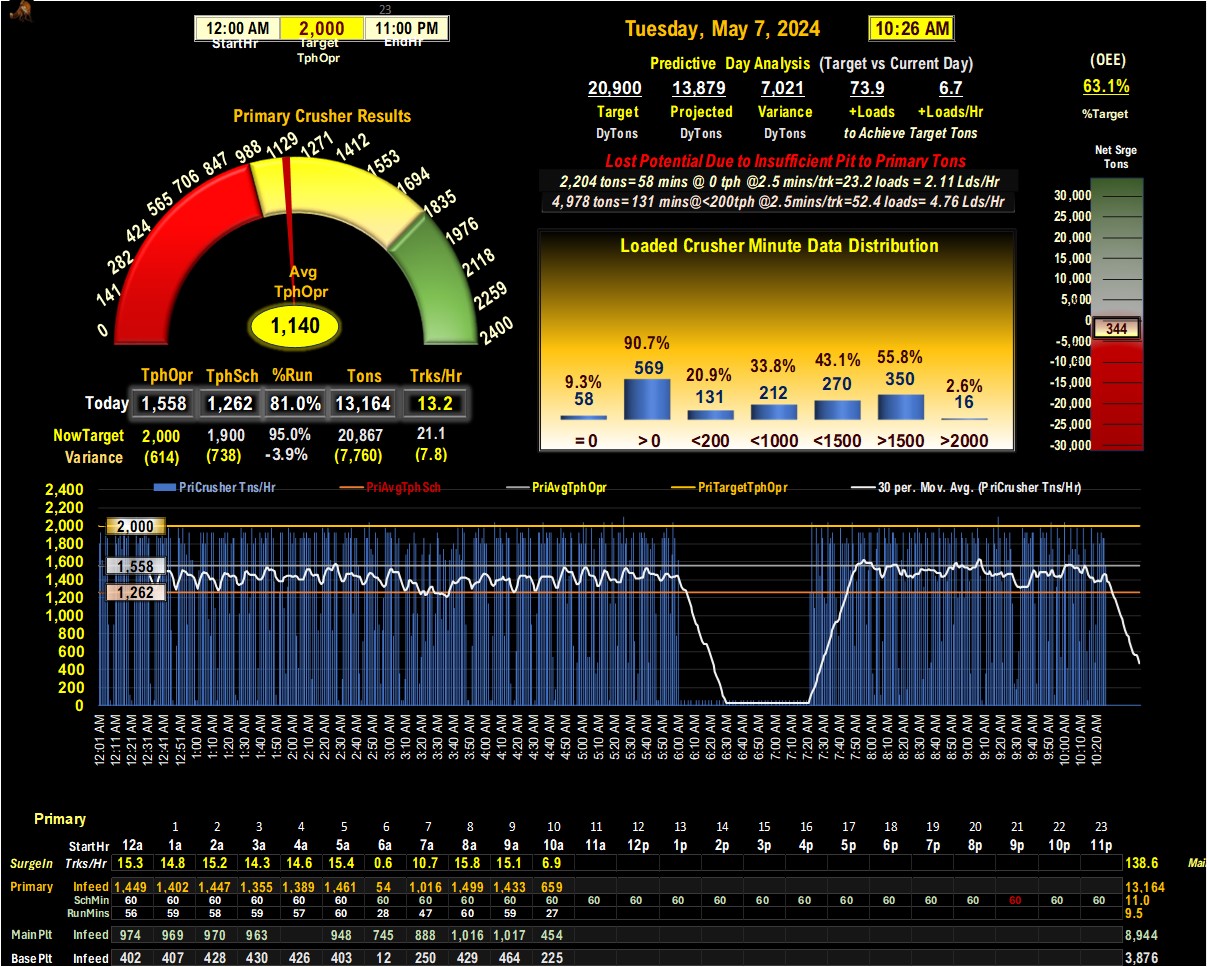 23
12:00 AM 2,000 11:00 PM
StartHr Target TphOpr EndHr
Tuesday, May 7, 2024 10:26 AM
Predictive Day Analysis (Target vs Current Day)
20,900 13,879 7,021 73.9 6.7
Target Projected Variance +Loads +Loads/Hr
DyTons DyTons DyTons to Achieve Target Tons
(OEE)
63.1%
%Target
Lost Potential Due to Insufficient Pit to Primary Tons
2,204 tons=58 mins @ 0 tph @2.5 mins/trk=23.2 loads = 2.11 Lds/Hr
4,978 tons=131 mins@<200tph @2.5mins/trk=52.4 loads= 4.76 Lds/Hr
Primary Crusher Results
0 141 282 424 565 706 847 988 1129 1271 1412 1553 1694 1835 1976 2118 2259 2400
Avg
TphOpr
1,140
TphOpr TphSch %Run Tons Trks/Hr
Today 1,558 1,262 81.0% 13,164 13.2
NowTarget 2,000 1,900 95.0% 20,867 21.1
Variance (614) (738) -3.9% (7,760) (7.8)
Loaded Crusher Minute Data Distribution
9.3% 90.7% 20.9% 33.8% 43.1% 55.8% 2.6%
58 569 131 212 270 350 16
=0 >0 <200 <1000 <1500 >1500 >2000
Net Srge
Tons
30,000
25,000
20,000
15,000
10,000
5,000
0
344
-5,000
-10,000
-15,000
-20,000
-25,000
-30,000
PriCrusher Tns/Hr PriAvgTphSch PriAvgTphOpr PriTargetTphOpr 30 per. Mov. Avg. (PriCrusher Tns/Hr)
2,400
2,200
2,000
1,800
1,600
1,400
1,200
1,000
800
600
400
200
0
2,000
1,558
1,262
12:01 AM 12:11 AM 12:21 AM 12:31 AM 12:41 AM 12:51 AM 1:00 AM 1:10 AM 1:20 AM 1:30 AM 1:40 AM 1:50 AM 2:00 AM 2:10 AM 2:20 AM 2:30 AM 2:40 AM 2:50 AM 3:00 AM 3:10 AM 3:20 AM 3:30 AM 3:40 AM 3:50 AM 4:00 AM 4:10 AM 4:20 AM 4:30 AM 4:40 AM 4:50 AM 5:00 AM 5:10 AM 5:20 AM 5:30 AM 5:40 AM 5:50 AM 6:00 AM 6:10 AM 6:20 AM 6:30 AM 6:40 AM 6:50 AM 7:00 AM 7:10 AM 7:20 AM 7:30 AM 7:40 AM 7:50 AM 8:00 AM 8:10 AM 8:20 AM 8:30 AM 8:40 AM 8:50 AM 9:00 AM 9:10 AM 9:20 AM 9:30 AM 9:40 AM 9:50 AM 10:00 AM 10:10 AM 10:20 AM
Primary 1 2 3 4 5 6 7 8 9 10 11 12 13 14 15 16 17 18 19 20 21 22 23
StartHr 12a 1a 2a 3a 4a 5a 6a 7a 8a 9a 10a 11a 12p 1p 2p 3p 4p 5p 6p 7p 8p 9p 10p 11p
SurgeIn Trks/Hr 15.3 14.8 15.2 14.3 14.6 15.4 0.6 10.7 15.8 15.1 6.9 138.6
Primary Infeed 1,449 1,402 1,447 1,355 1,389 1,461 54 1,016 1,499 1,433 659 13,164
SchMin 60 60 60 60 60 60 60 60 60 60 60 60 60 60 60 60 60 60 60 60 60 60 60 60 11.0
RunMins 56 59 58 59 57 60 28 47 60 59 27 9.5
MainPlt Infeed 974 969 970 963 948 745 888 1,016 1,017 454 8,944
BasePlt Infeed 402 407 428 430 426 403 12 250 429 464 225 3,876